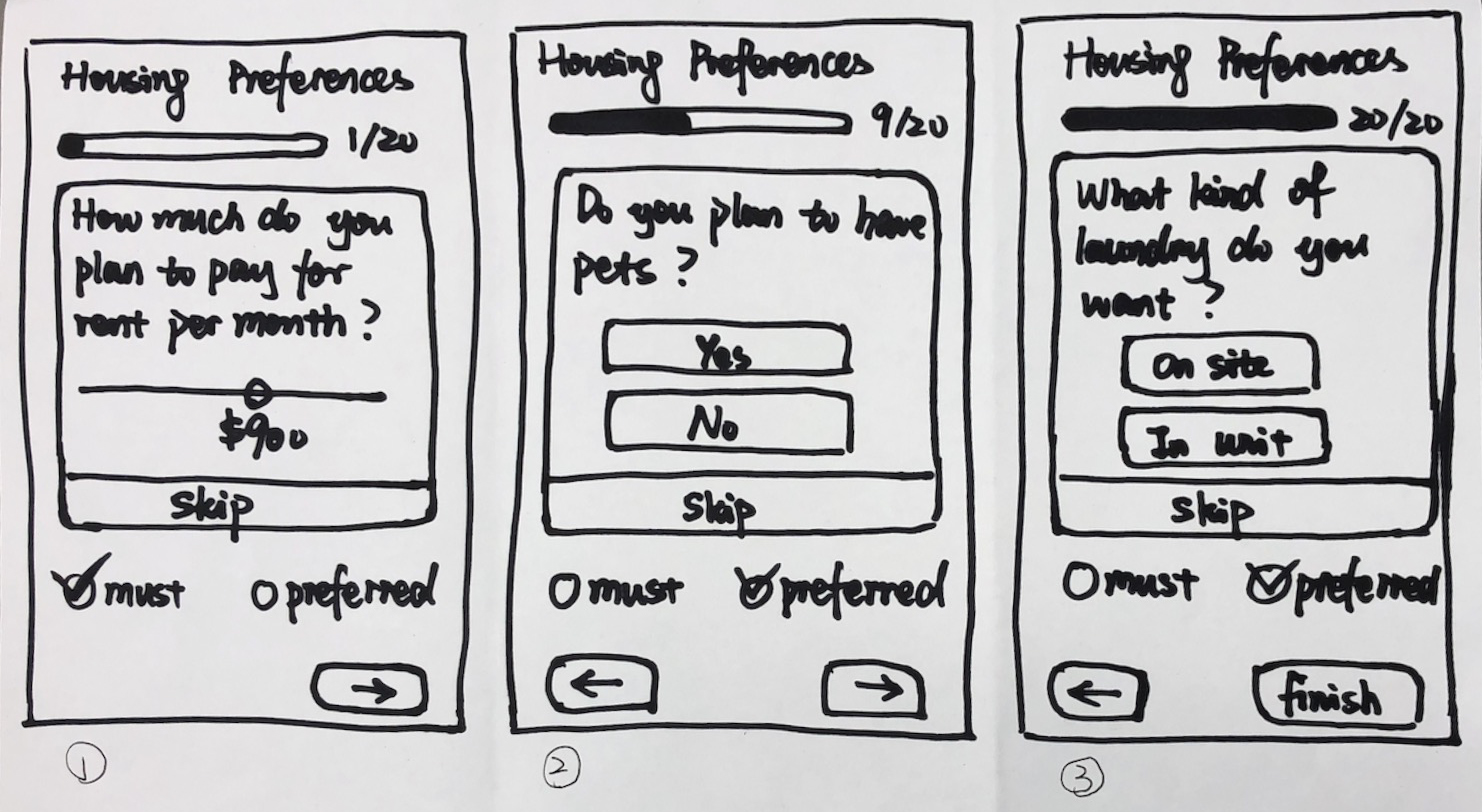 Housing Preferences
1/20
How much do you
plan to pay for
rent per month?
$900
skip
must
preferred
→
1
Housing Preferences
9/20
Do you plan to have
pets?
Yes
No
Skip
must
preferred
←
→
2
Housing Preferences
20/20
What kind of
laundry do you
want?
On site
In unit
skip
must
preferred
←
finish
3